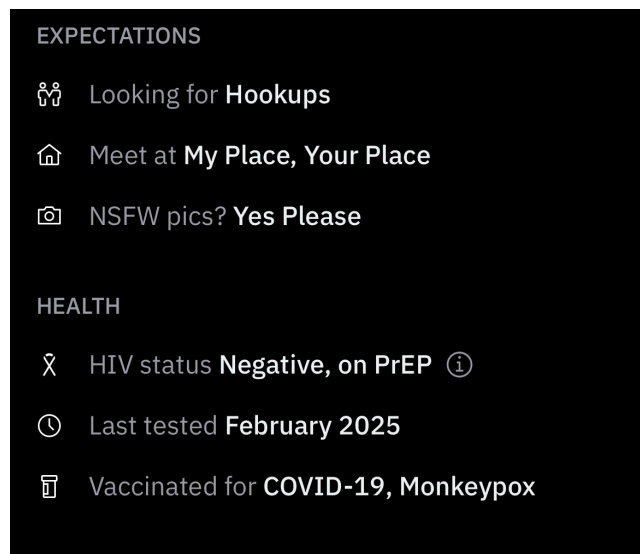 EXPECTATIONS
Looking for Hookups
Meet at My Place, Your Place
NSFW pics? Yes Please
HEALTH
HIV status Negative, on PrEP
Last tested February 2025
Vaccinated for COVID-19, Monkeypox